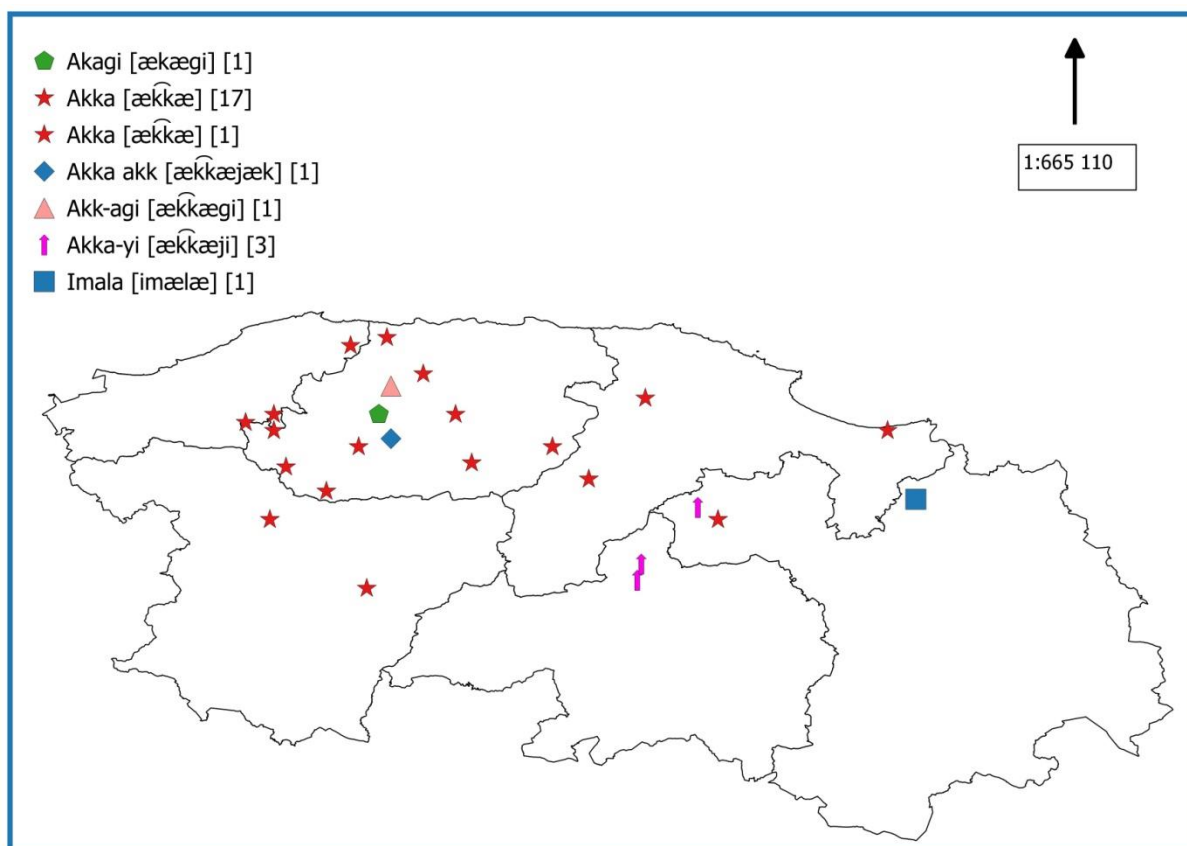 Akagi [ækægi] [1]
Akka [æk͡kæ] [17]
Akka [æk͡kæ] [1]
Akka akk [æk͡kæjæk] [1]
Akk-agi [æk͡kægi] [1]
Akka-yi [æk͡kæji] [3]
Imala [imælæ] [1]
1:665 110